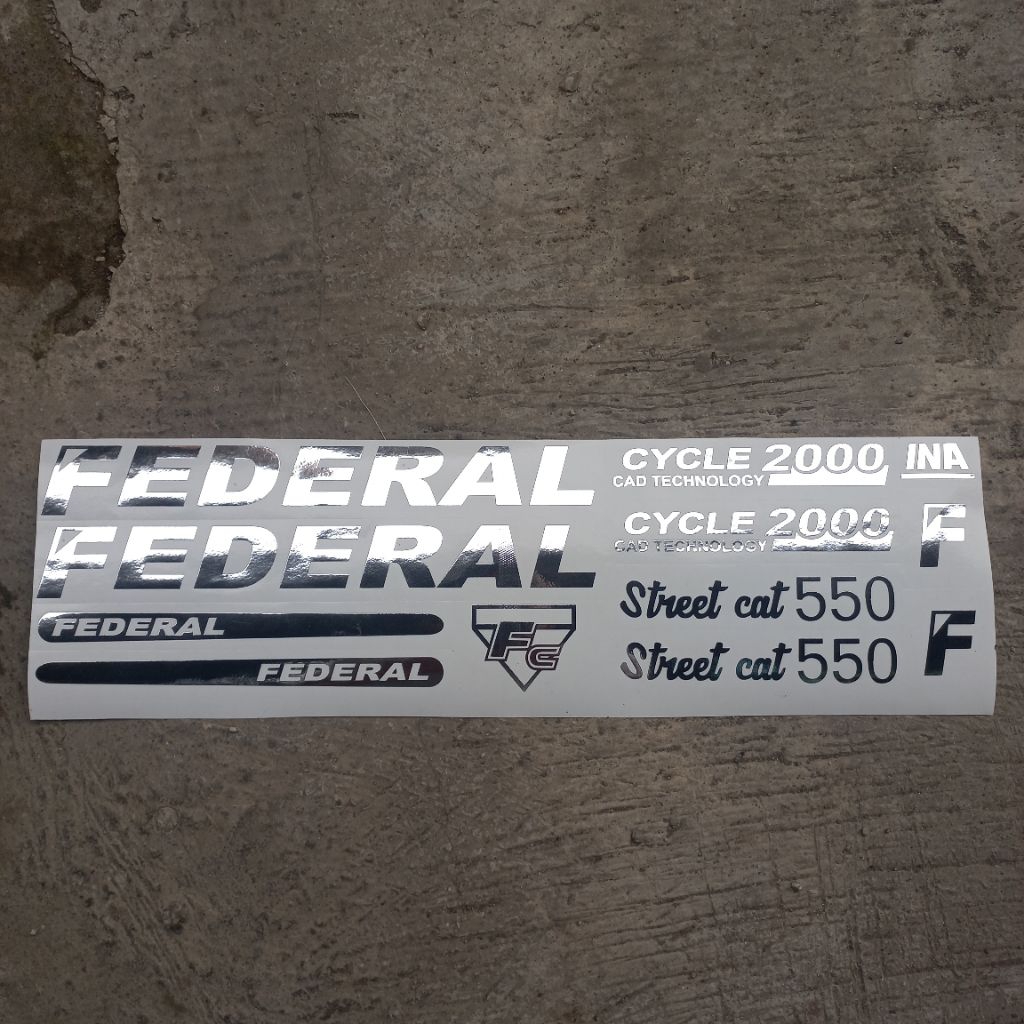 FEDERAL
FEDERAL
FEDERAL
FEDERAL
FC
CYCLE 2000
CAD TECHNOLOGY
CYCLE 2000
CAD TECHNOLOGY
Street cat 550
Street cat 550
INA
F
F